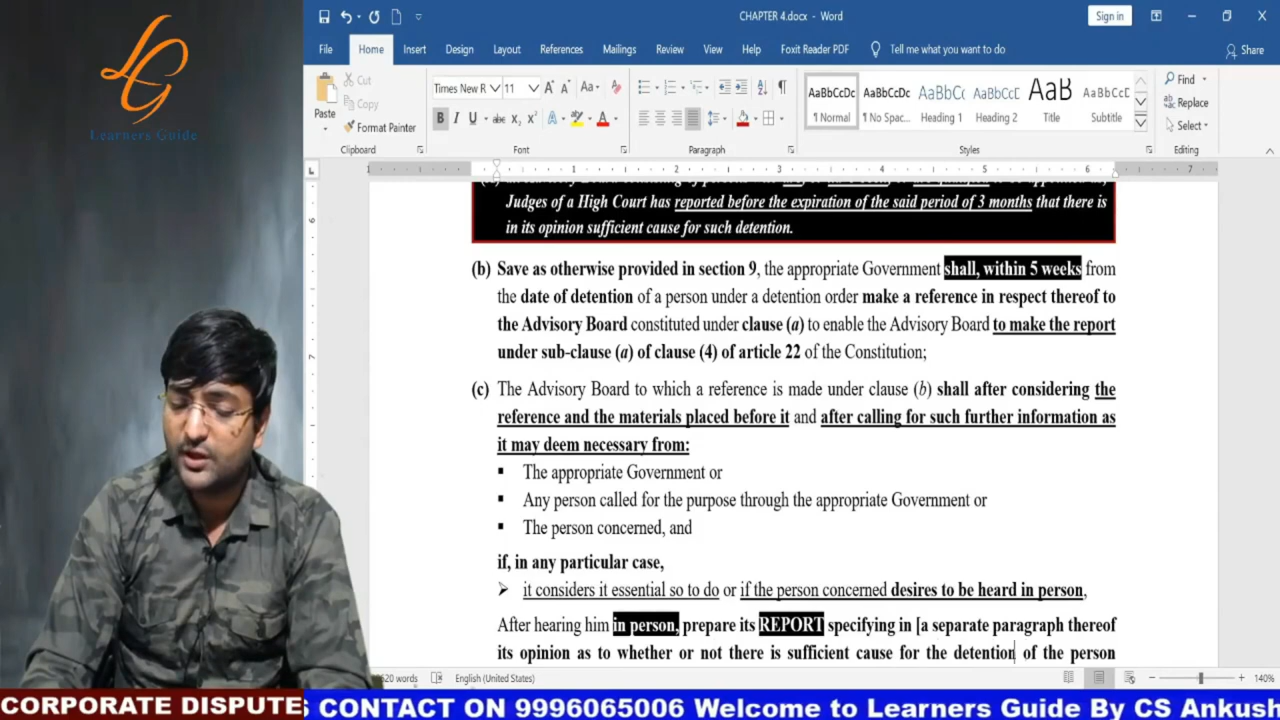 Learners Guide
CHAPTER 4.docx - Word
Sign in
File Home Insert Design Layout References Mailings Review View Help Foxit Reader PDF Tell me what you want to do Share
Paste
Cut
Copy
Format Painter
Times New R 11
AaBbCcDc AaBbCcDc AaBbCc AaBbCcE AaB AaBbCcE
¶ Normal ¶ No Spac... Heading 1 Heading 2 Title Subtitle
Find
Replace
Select
Clipboard Font Paragraph Styles Editing
Judges of a High Court has reported before the expiration of the said period of 3 months that there is
in its opinion sufficient cause for such detention.
(b) Save as otherwise provided in section 9, the appropriate Government shall, within 5 weeks from
the date of detention of a person under a detention order make a reference in respect thereof to
the Advisory Board constituted under clause (a) to enable the Advisory Board to make the report
under sub-clause (a) of clause (4) of article 22 of the Constitution;
(c) The Advisory Board to which a reference is made under clause (b) shall after considering the
reference and the materials placed before it and after calling for such further information as
it may deem necessary from:
▪ The appropriate Government or
▪ Any person called for the purpose through the appropriate Government or
▪ The person concerned, and
if, in any particular case,
➢ it considers it essential so to do or if the person concerned desires to be heard in person,
After hearing him in person, prepare its REPORT specifying in [a separate paragraph thereof
its opinion as to whether or not there is sufficient cause for the detention of the person
words English (United States) 140%
CORPORATE DISPUTE S CONTACT ON 9996065006 Welcome to Learners Guide By CS Ankush